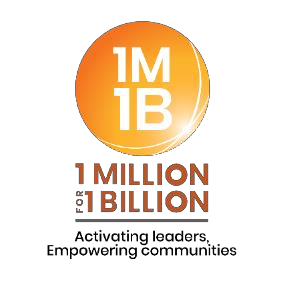 1M
1B
1 MILLION
FOR 1 BILLION
Activating leaders,
Empowering communities